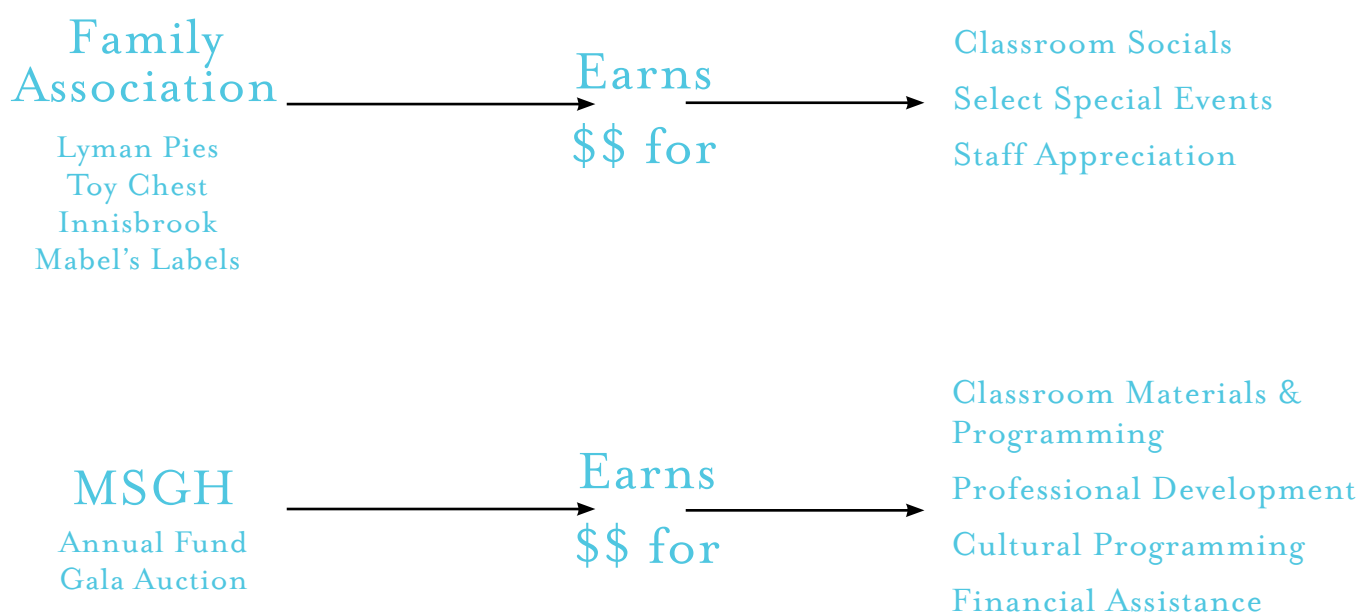 Family
Association
Lyman Pies
Toy Chest
Innisbrook
Mabel’s Labels
Earns
$$ for
Classroom Socials
Select Special Events
Staff Appreciation
MSGH
Annual Fund
Gala Auction
Earns
$$ for
Classroom Materials &
Programming
Professional Development
Cultural Programming
Financial Assistance